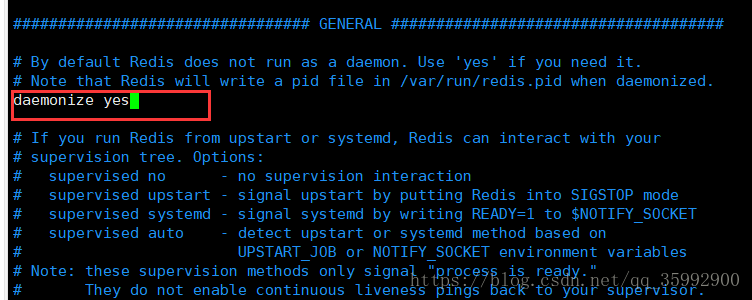 ################################ GENERAL #####################################
# By default Redis does not run as a daemon. Use 'yes' if you need it.
# Note that Redis will write a pid file in /var/run/redis.pid when daemonized.
daemonize yes
# If you run Redis from upstart or systemd, Redis can interact with your
# supervision tree. Options:
#   supervised no      - no supervision interaction
#   supervised upstart - signal upstart by putting Redis into SIGSTOP mode
#   supervised systemd - signal systemd by writing READY=1 to $NOTIFY_SOCKET
#   supervised auto    - detect upstart or systemd method based on
#                        UPSTART_JOB or NOTIFY_SOCKET environment variables
# Note: these supervision methods only signal "process is ready."
#       They do not enable continuous liveness pings back to your supervisor.
https://blog.csdn.net/qq_35992900